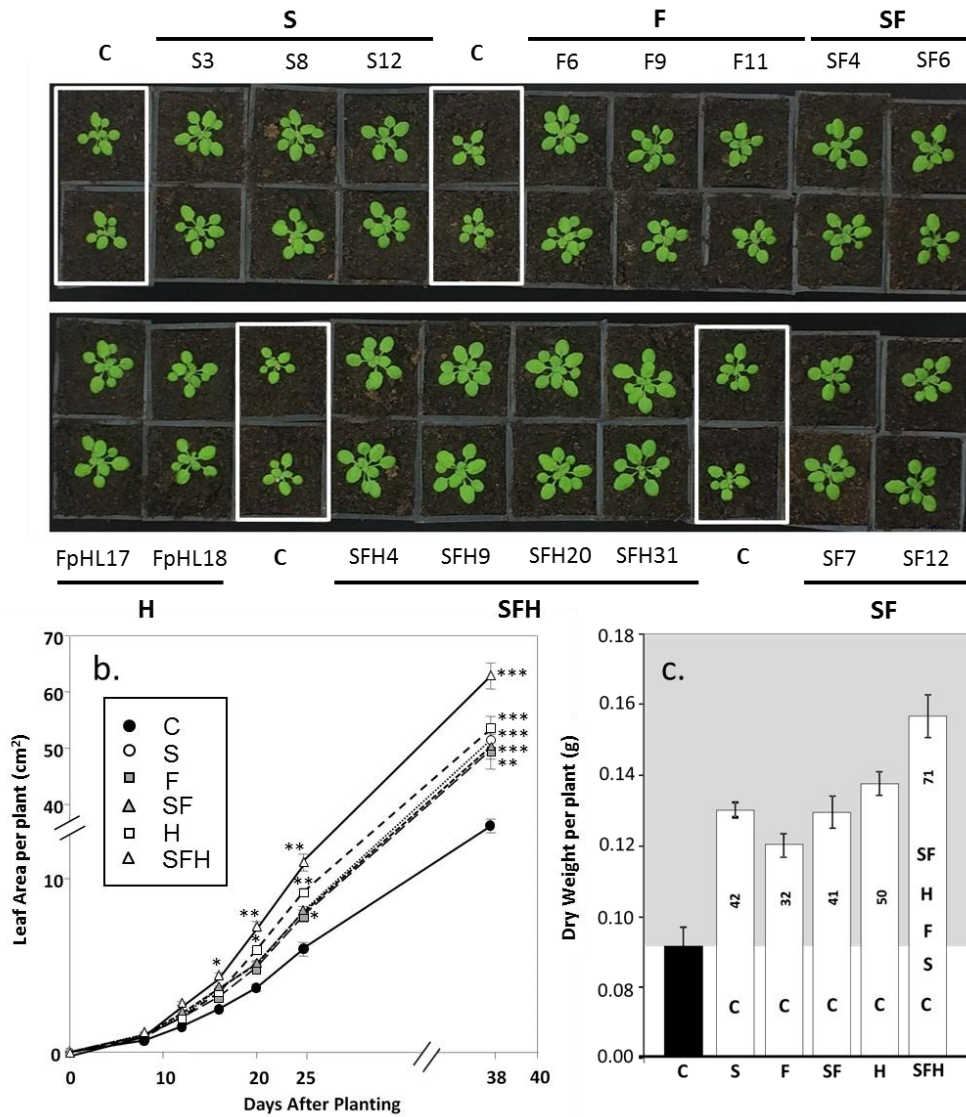 S F SF
C S3 S8 S12 C F6 F9 F11 SF4 SF6
FpHL17 FpHL18 C SFH4 SFH9 SFH20 SFH31 C SF7 SF12
H SFH SF
b.
70
60
50
40
10
0
Leaf Area per plant (cm²)
C
S
F
SF
H
SFH
*
**
*
**
**
*
***
***
***
***
**
0 20 25 38 40
10
Days After Planting
c.
0.18
0.16
0.14
0.12
0.10
0.08
0.00
Dry Weight per plant (g)
42
C
32
C
41
C
50
C
71
SF
H
F
S
C
C S F SF H SFH